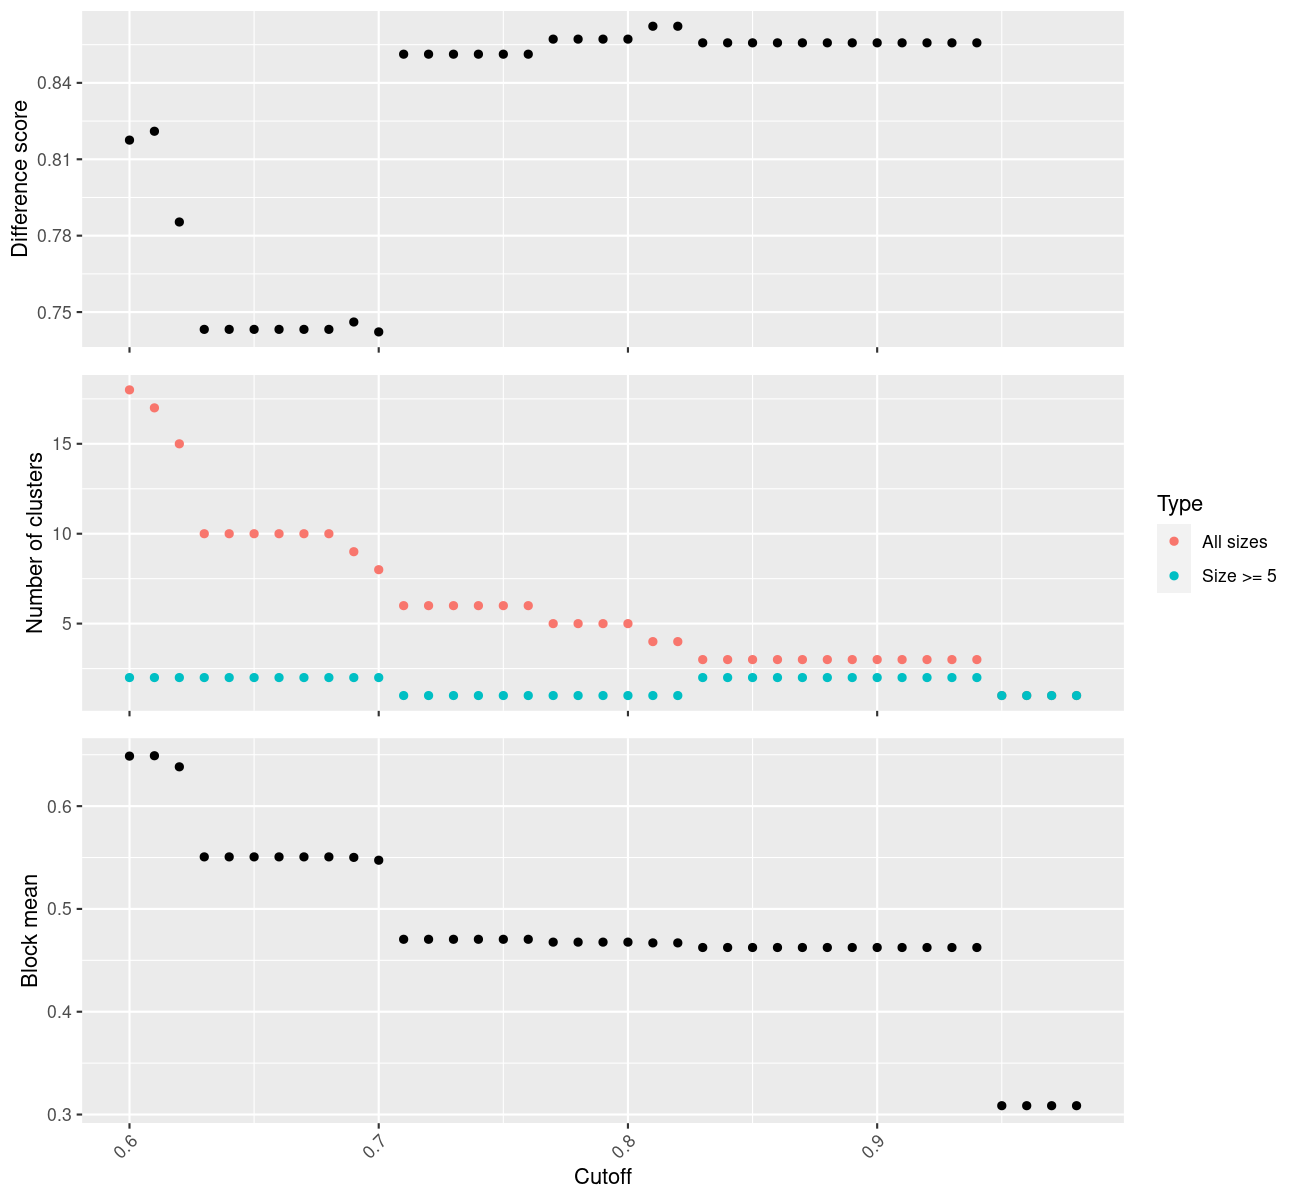 Difference score
0.84
0.81
0.78
0.75
Number of clusters
15
10
5
Type
All sizes
Size >= 5
Block mean
0.6
0.5
0.4
0.3
0.6
0.7
0.8
0.9
Cutoff